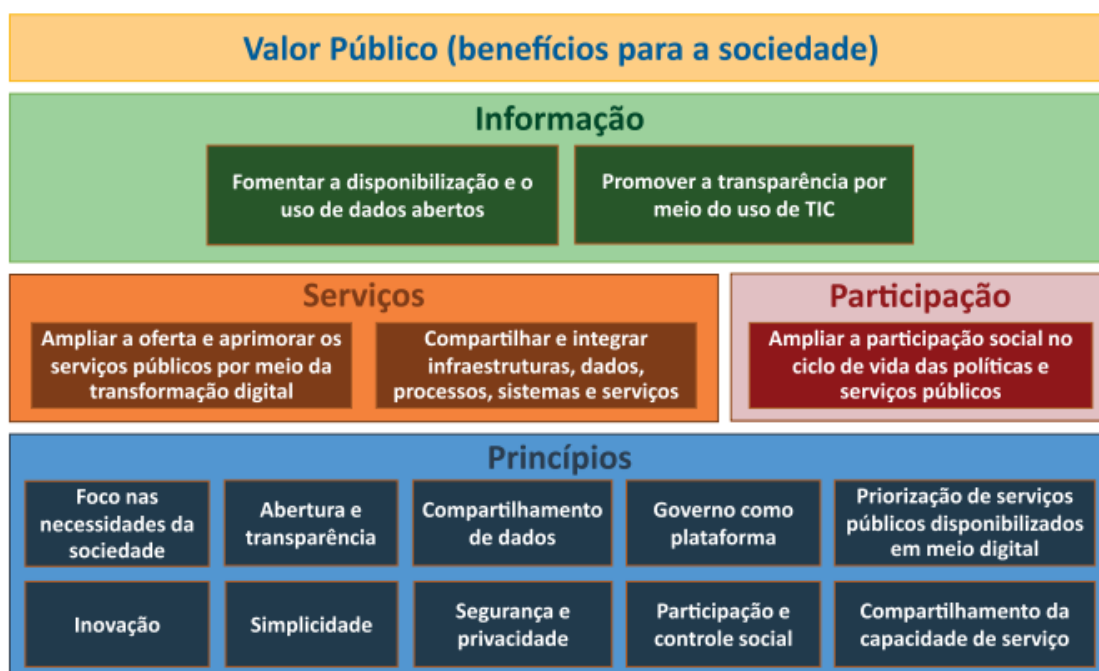 Valor Público (benefícios para a sociedade)
Informação
Fomentar a disponibilização e o
uso de dados abertos
Promover a transparência por
meio do uso de TIC
Serviços
Ampliar a oferta e aprimorar os
serviços públicos por meio da
transformação digital
Compartilhar e integrar
infraestruturas, dados,
processos, sistemas e serviços
Participação
Ampliar a participação social no
ciclo de vida das políticas e
serviços públicos
Princípios
Foco nas
necessidades da
sociedade
Abertura e
transparência
Compartilhamento
de dados
Governo como
plataforma
Priorização de serviços
públicos disponibilizados
em meio digital
Inovação
Simplicidade
Segurança e
privacidade
Participação e
controle social
Compartilhamento da
capacidade de serviço